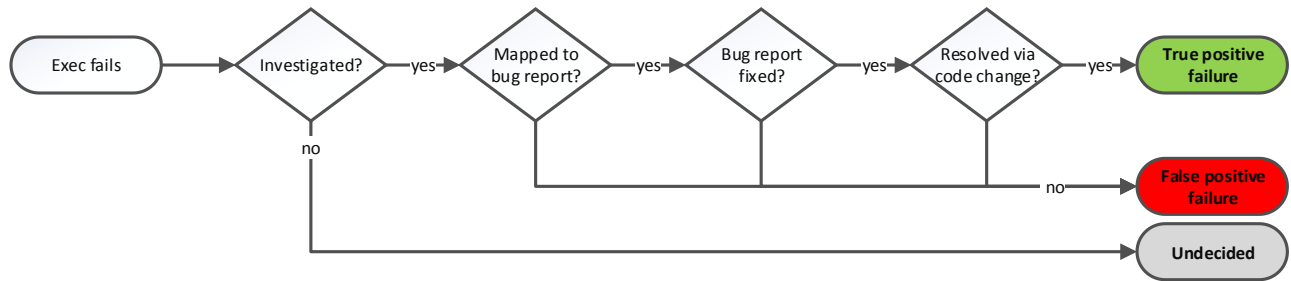 Exec fails
Investigated?
yes
Mapped to
bug report?
yes
Bug report
fixed?
yes
Resolved via
code change?
yes
True positive
failure
no
no
False positive
failure
Undecided